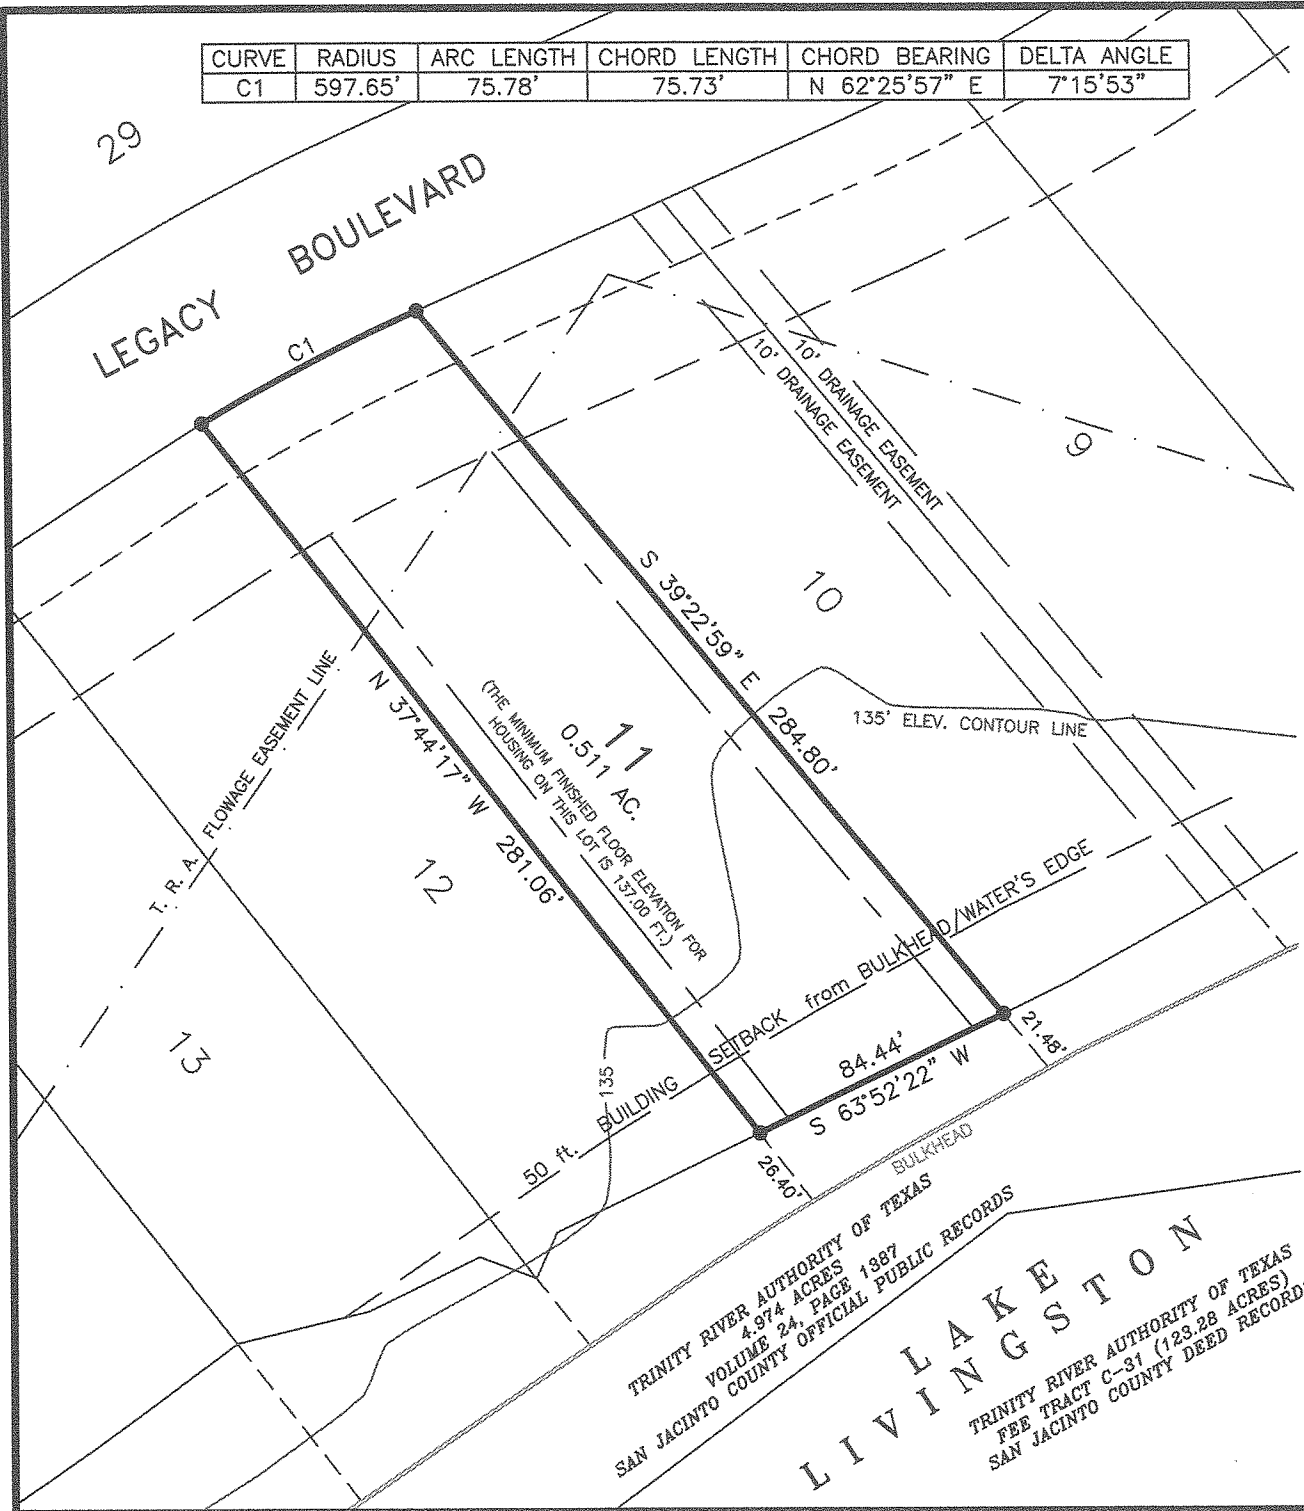 CURVE RADIUS ARC LENGTH CHORD LENGTH CHORD BEARING DELTA ANGLE
C1 597.65' 75.78' 75.73' N 62°25'57" E 7°15'53"
29
LEGACY BOULEVARD
C1
10' DRAINAGE EASEMENT
10' DRAINAGE EASEMENT
9
10
S 39°22'59" E 284.80'
135' ELEV. CONTOUR LINE
T. R. A. FLOWAGE EASEMENT LINE
N 37°44'17" W 281.06'
11
0.511 AC.
(THE MINIMUM FINISHED FLOOR ELEVATION FOR
HOUSING ON THIS LOT IS 137.00 FT.)
12
13
50 ft. BUILDING SETBACK from BULKHEAD/WATER'S EDGE
135
84.44'
S 63°52'22" W
21.48'
26.40'
BULKHEAD
TRINITY RIVER AUTHORITY OF TEXAS
4.974 ACRES
VOLUME 24, PAGE 1387
SAN JACINTO COUNTY OFFICIAL PUBLIC RECORDS
LAKE
LIVINGSTON
TRINITY RIVER AUTHORITY OF TEXAS
FEE TRACT C-31 (123.28 ACRES)
SAN JACINTO COUNTY DEED RECORDS